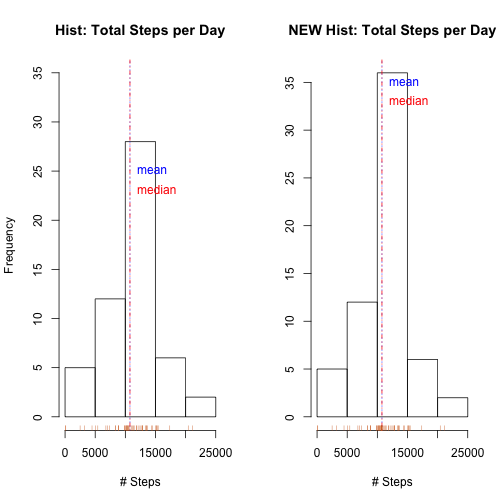 Hist: Total Steps per Day
Frequency
35
30
25
20
15
10
5
0
mean
median
0 5000 15000 25000
# Steps
NEW Hist: Total Steps per Day
35
30
25
20
15
10
5
0
mean
median
0 5000 15000 25000
# Steps